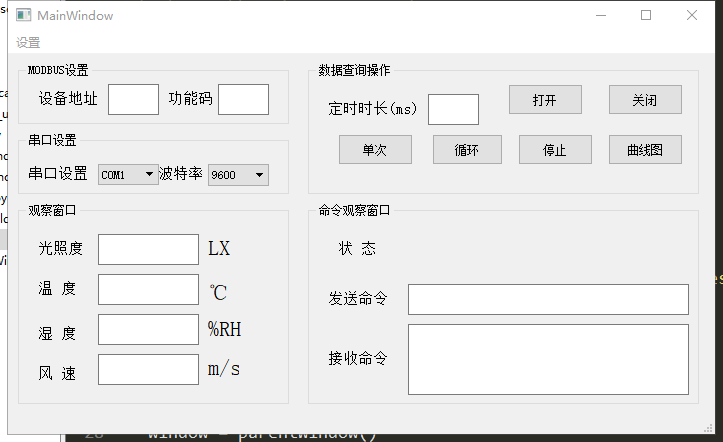 MainWindow
设置
MODBUS设置
设备地址 功能码
串口设置
串口设置 COM1 波特率 9600
观察窗口
光照度 LX
温 度 ℃
湿 度 %RH
风 速 m/s
数据查询操作
定时时长(ms) 打开 关闭
单次 循环 停止 曲线图
命令观察窗口
状 态
发送命令
接收命令